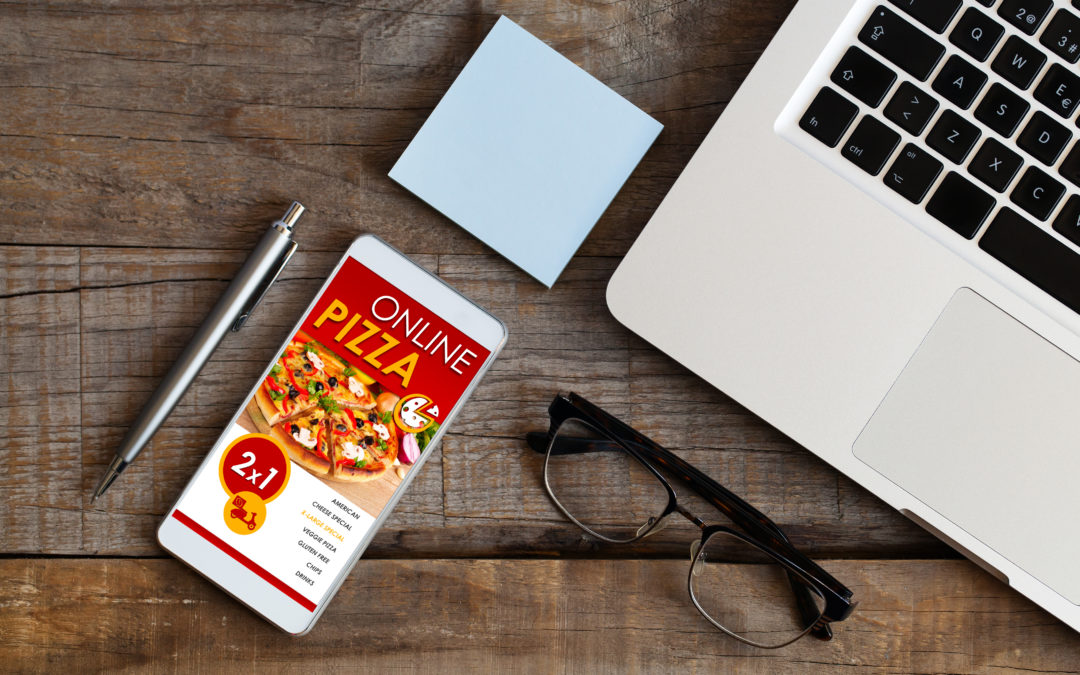 ONLINE
PIZZA
2x1
AMERICAN
CHEESE SPECIAL
X-LARGE SPECIAL
VEGGIE PIZZA
GLUTEN FREE
CHIPS
DRINKS
2 @
3 #
Q
W
E €
A
S
D
> <
Z
X
C
fn
ctrl
alt